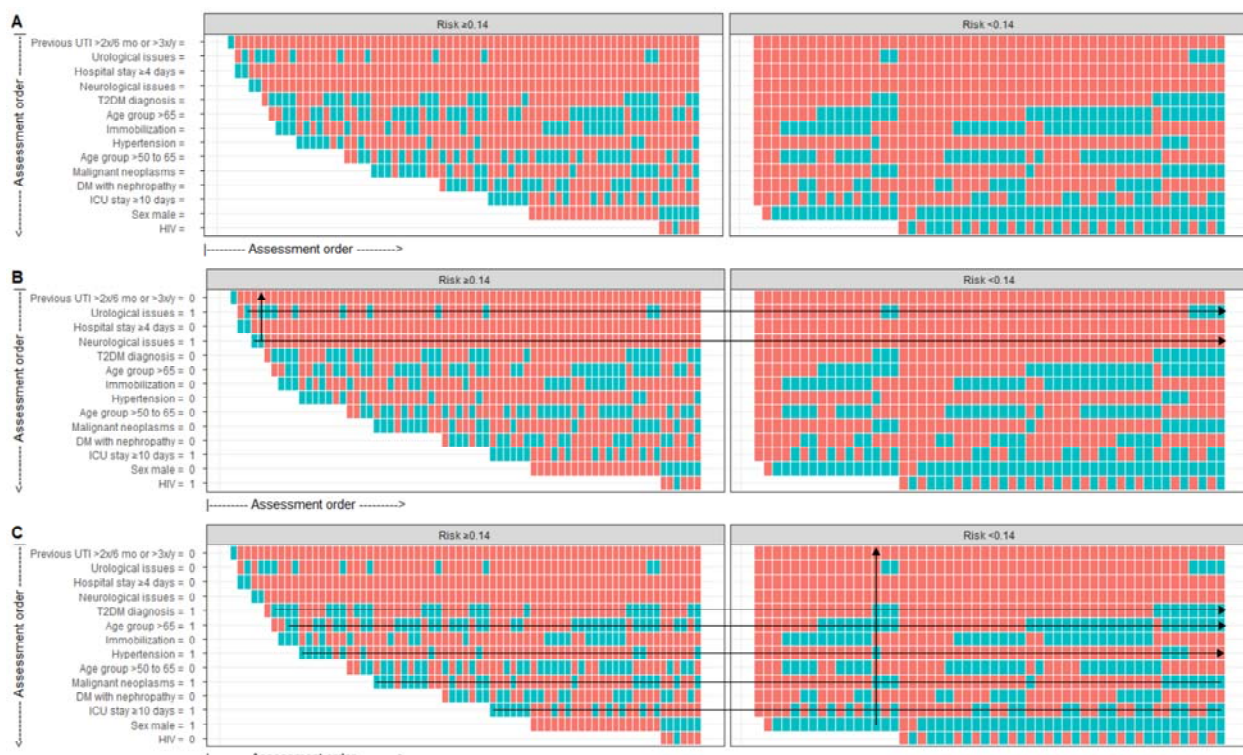 A
Risk ≥0.14
Risk <0.14
<------ Assessment order ------
Previous UTI >2x/6 mo or >3x/y =
Urological issues =
Hospital stay ≥4 days =
Neurological issues =
T2DM diagnosis =
Age group >65 =
Immobilization =
Hypertension =
Age group >50 to 65 =
Malignant neoplasms =
DM with nephropathy =
ICU stay ≥10 days =
Sex male =
HIV =
|--------- Assessment order --------->
B
Risk ≥0.14
Risk <0.14
<------ Assessment order ------
Previous UTI >2x/6 mo or >3x/y = 0
Urological issues = 1
Hospital stay ≥4 days = 0
Neurological issues = 1
T2DM diagnosis = 0
Age group >65 = 0
Immobilization = 0
Hypertension = 0
Age group >50 to 65 = 0
Malignant neoplasms = 0
DM with nephropathy = 0
ICU stay ≥10 days = 1
Sex male = 0
HIV = 1
|--------- Assessment order --------->
C
Risk ≥0.14
Risk <0.14
<------ Assessment order ------
Previous UTI >2x/6 mo or >3x/y = 0
Urological issues = 0
Hospital stay ≥4 days = 0
Neurological issues = 0
T2DM diagnosis = 1
Age group >65 = 1
Immobilization = 0
Hypertension = 1
Age group >50 to 65 = 0
Malignant neoplasms = 1
DM with nephropathy = 0
ICU stay ≥10 days = 1
Sex male = 1
HIV = 0
|--------- Assessment order --------->